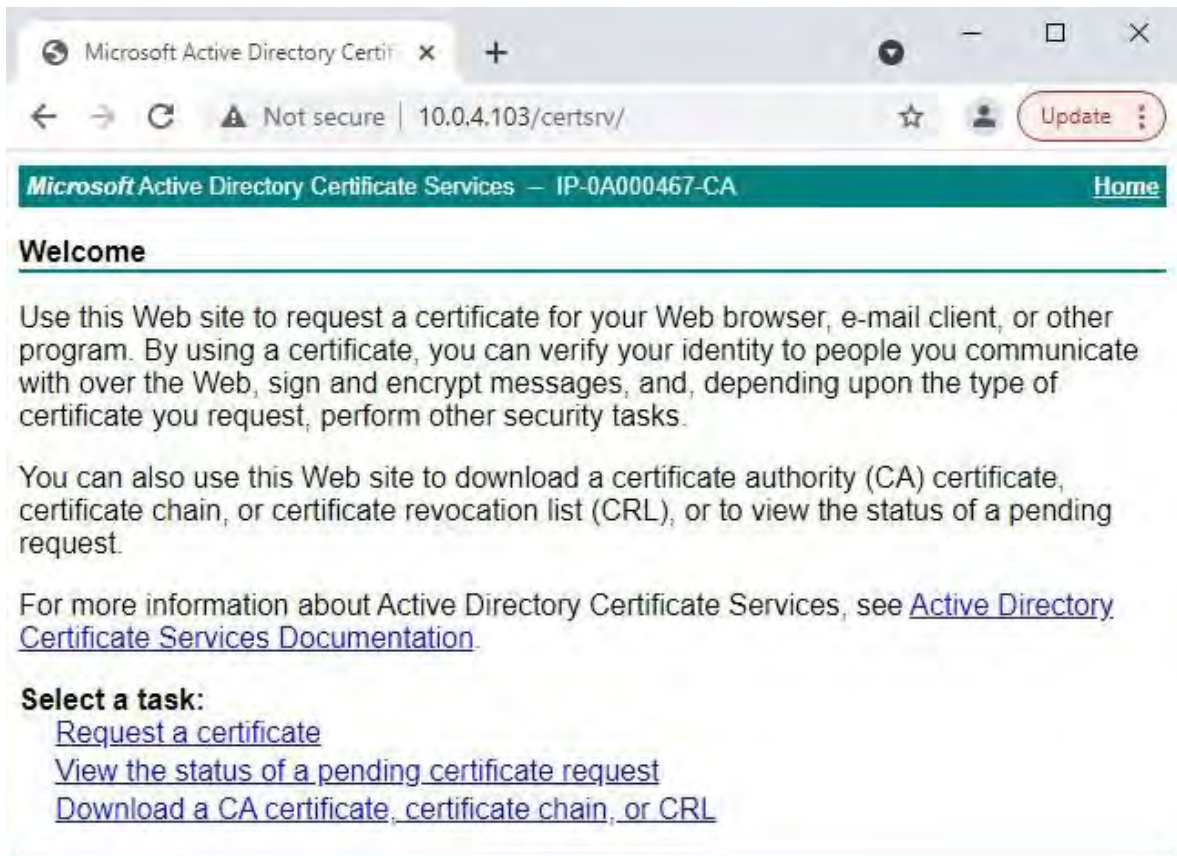 Microsoft Active Directory Certif
Not secure | 10.0.4.103/certsrv/ Update
Microsoft Active Directory Certificate Services – IP-0A000467-CA Home
Welcome
Use this Web site to request a certificate for your Web browser, e-mail client, or other
program. By using a certificate, you can verify your identity to people you communicate
with over the Web, sign and encrypt messages, and, depending upon the type of
certificate you request, perform other security tasks.
You can also use this Web site to download a certificate authority (CA) certificate,
certificate chain, or certificate revocation list (CRL), or to view the status of a pending
request.
For more information about Active Directory Certificate Services, see Active Directory
Certificate Services Documentation.
Select a task:
Request a certificate
View the status of a pending certificate request
Download a CA certificate, certificate chain, or CRL